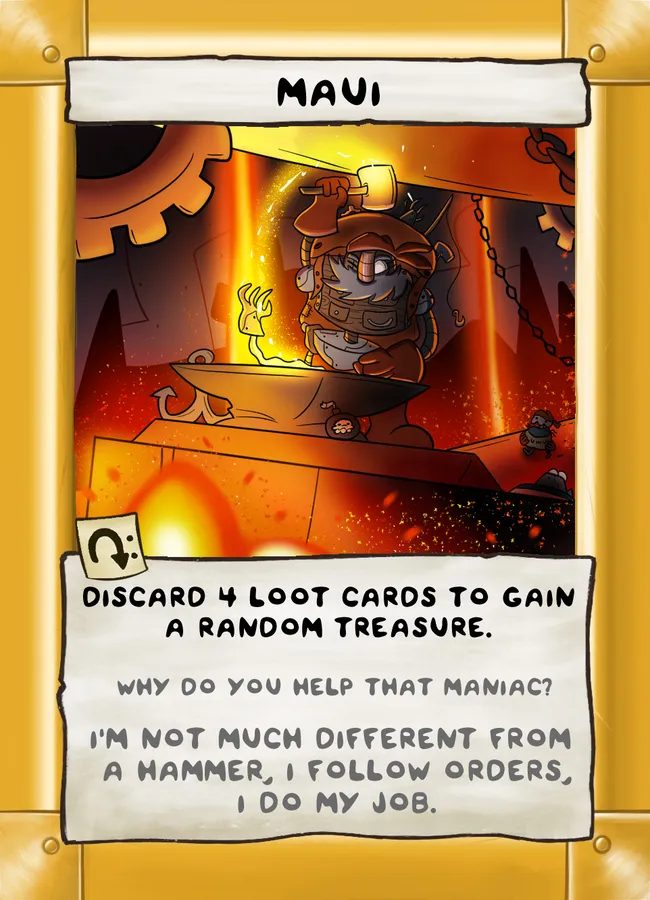 MAUI
DISCARD 4 LOOT CARDS TO GAIN
A RANDOM TREASURE.
WHY DO YOU HELP THAT MANIAC?
I'M NOT MUCH DIFFERENT FROM
A HAMMER, I FOLLOW ORDERS,
I DO MY JOB.